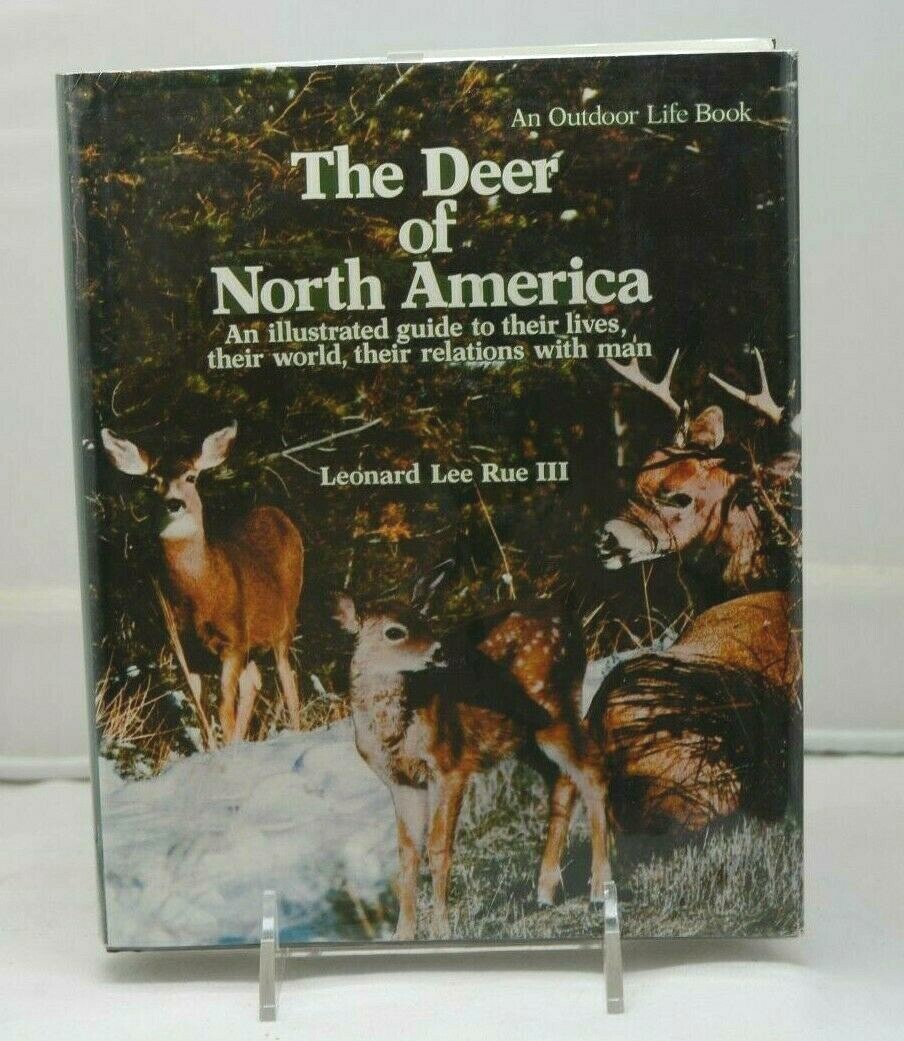 An Outdoor Life Book
The Deer
of
North America
An illustrated guide to their lives,
their world, their relations with man
Leonard Lee Rue III